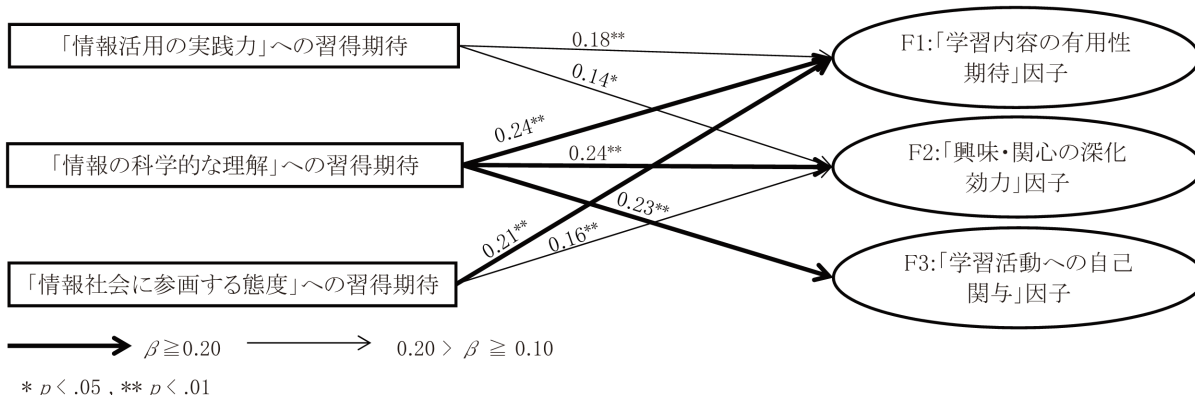 「情報活用の実践力」への習得期待
0.18**
F1:「学習内容の有用性
期待」因子
0.14*
0.24**
「情報の科学的な理解」への習得期待
0.24**
F2:「興味・関心の深化
効力」因子
0.23**
0.21**
0.16**
「情報社会に参画する態度」への習得期待
F3:「学習活動への自己
関与」因子
β≧0.20
0.20 > β ≧ 0.10
* p < .05 , ** p < .01